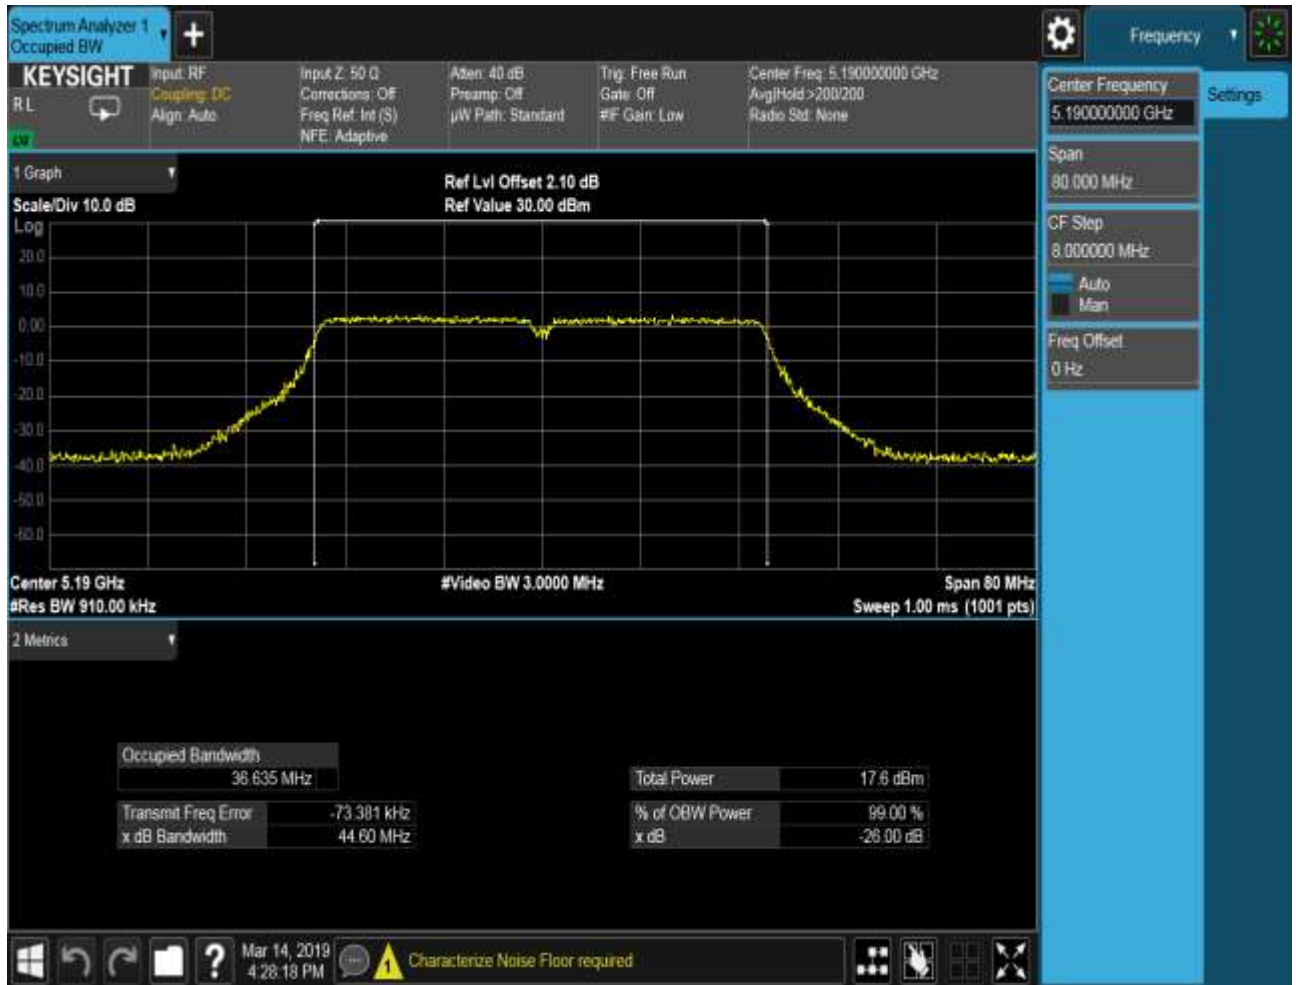 Spectrum Analyzer 1
Occupied BW
Frequency
KEYSIGHT
R L
Input: RF
Coupling: DC
Align: Auto
Input Z: 50 Ω
Corrections: Off
Freq Ref: Int (S)
NFE: Adaptive
Atten: 40 dB
Preamp: Off
µW Path: Standard
Trig: Free Run
Gate: Off
#IF Gain: Low
Center Freq: 5.190000000 GHz
Avg|Hold:>200/200
Radio Std: None
Center Frequency
5.190000000 GHz
Settings
Span
80.000 MHz
CF Step
8.000000 MHz
Auto
Man
Freq Offset
0 Hz
1 Graph
Scale/Div 10.0 dB
Ref Lvl Offset 2.10 dB
Ref Value 30.00 dBm
Log
20.0
10.0
0.00
-10.0
-20.0
-30.0
-40.0
-50.0
-60.0
Center 5.19 GHz
#Video BW 3.0000 MHz
Span 80 MHz
#Res BW 910.00 kHz
Sweep 1.00 ms (1001 pts)
2 Metrics
Occupied Bandwidth
36.635 MHz
Total Power 17.6 dBm
Transmit Freq Error -73.381 kHz
% of OBW Power 99.00 %
x dB Bandwidth 44.60 MHz
x dB -26.00 dB
?
Mar 14, 2019
4:28:18 PM
1
Characterize Noise Floor required